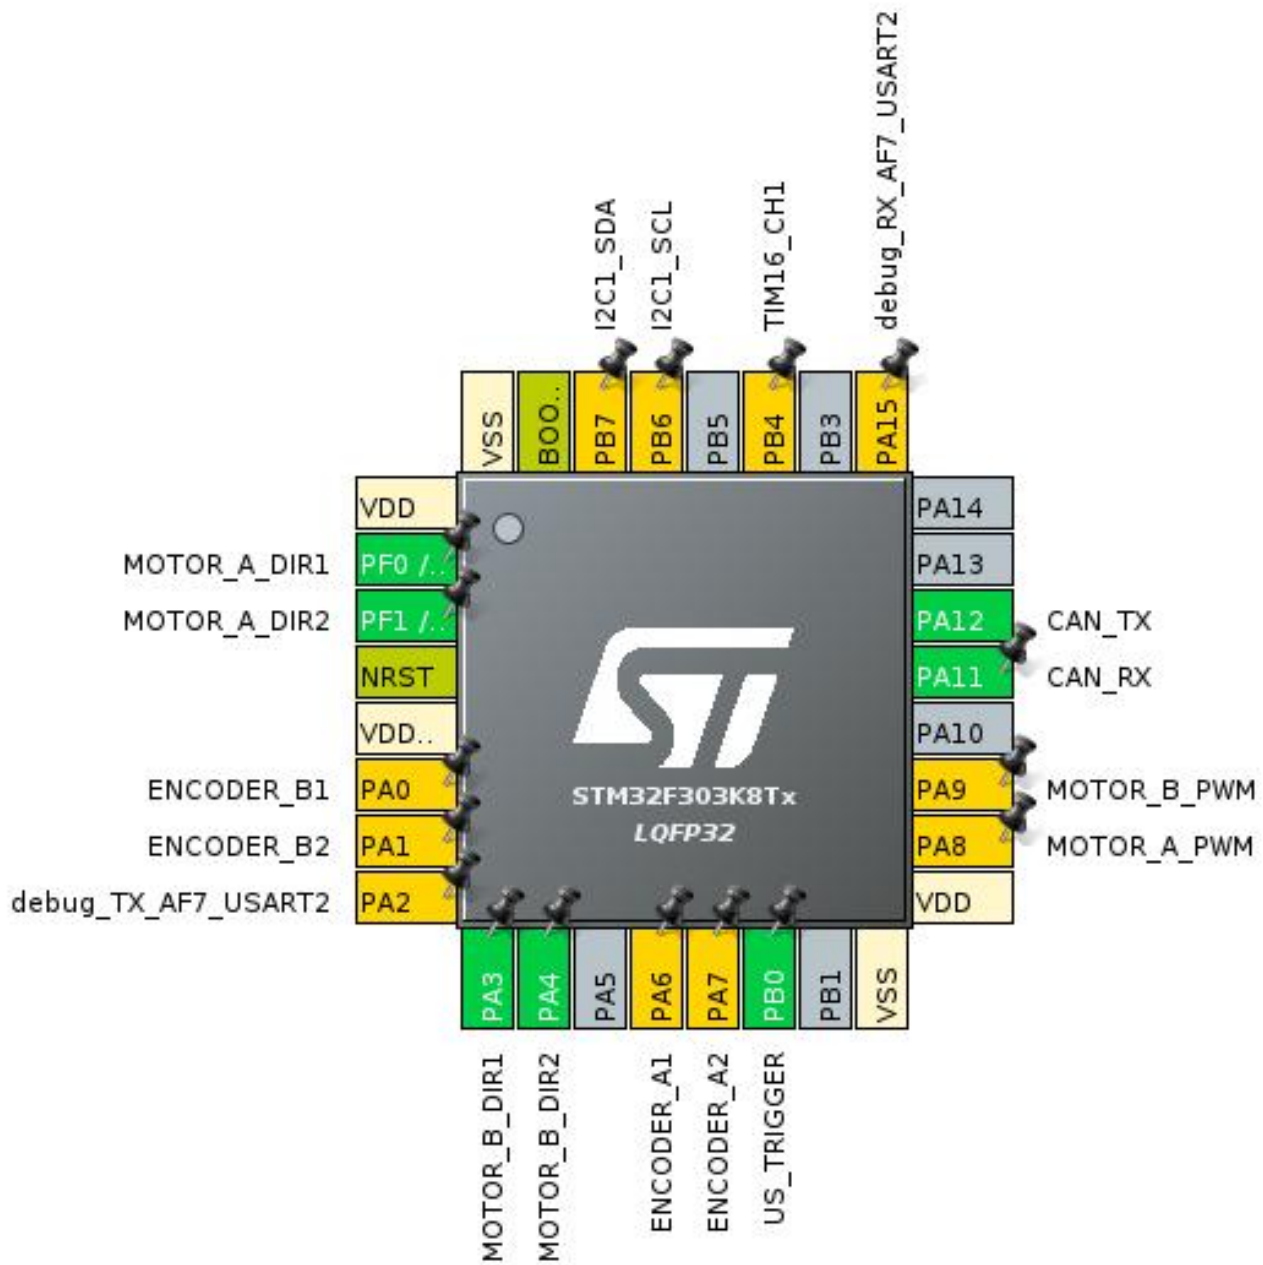 debug_RX_AF7_USART2
TIM16_CH1
I2C1_SCL
I2C1_SDA
VSS
BOO..
PB7
PB6
PB5
PB4
PB3
PA15
VDD
PA14
MOTOR_A_DIR1
PF0 /..
PA13
MOTOR_A_DIR2
PF1 /..
PA12
CAN_TX
NRST
PA11
CAN_RX
VDD..
PA10
ENCODER_B1
PA0
STM32F303K8Tx
PA9
MOTOR_B_PWM
ENCODER_B2
PA1
LQFP32
PA8
MOTOR_A_PWM
debug_TX_AF7_USART2
PA2
VDD
PA3
PA4
PA5
PA6
PA7
PB0
PB1
VSS
MOTOR_B_DIR1
MOTOR_B_DIR2
ENCODER_A1
ENCODER_A2
US_TRIGGER